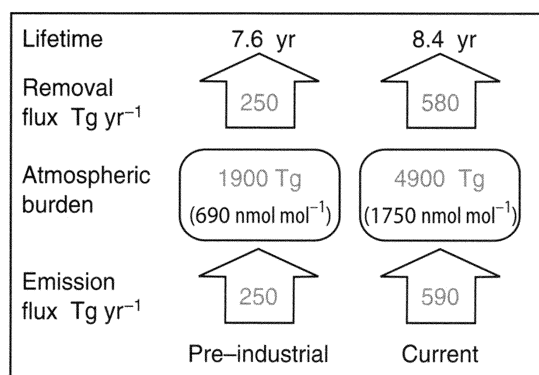 Lifetime 7.6 yr 8.4 yr
Removal
flux Tg yr⁻¹ 250 580
Atmospheric
burden 1900 Tg 4900 Tg
(690 nmol mol⁻¹) (1750 nmol mol⁻¹)
Emission
flux Tg yr⁻¹ 250 590
Pre–industrial Current